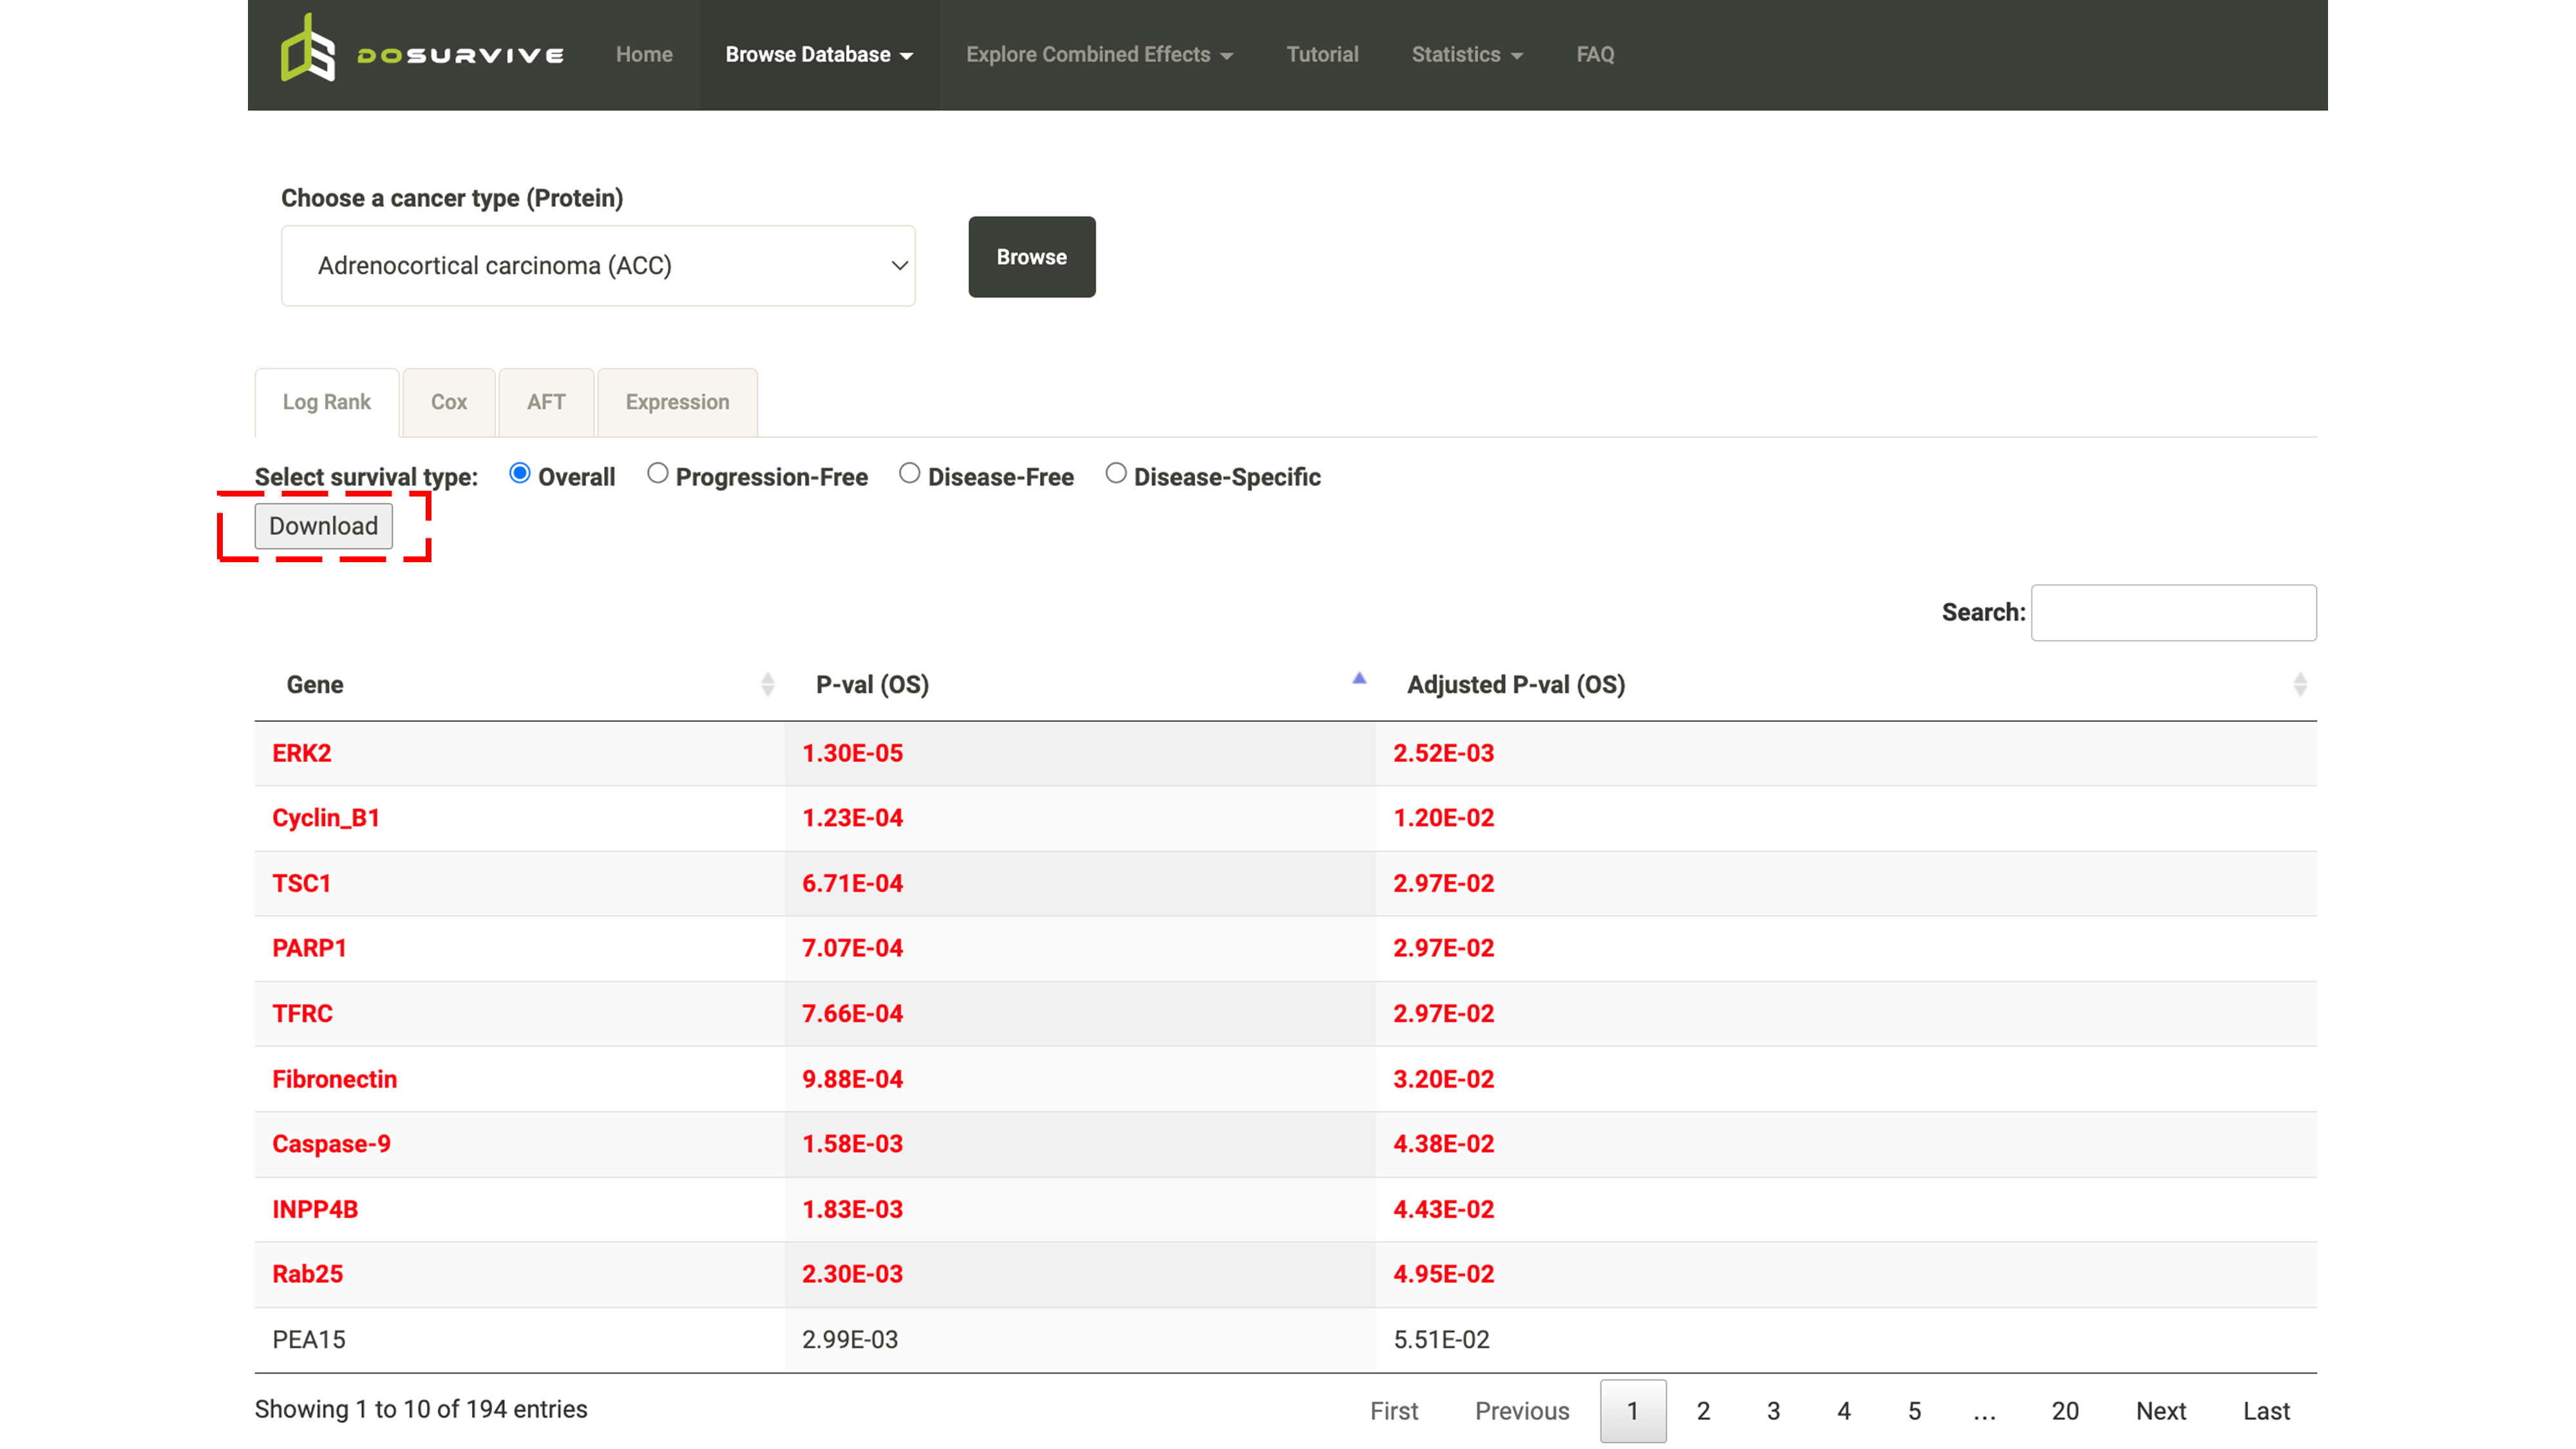 DOSURVIVE Home Browse Database Explore Combined Effects Tutorial Statistics FAQ
Choose a cancer type (Protein)
Adrenocortical carcinoma (ACC) Browse
Log Rank Cox AFT Expression
Select survival type: Overall Progression-Free Disease-Free Disease-Specific
Download
Search:
Gene P-val (OS) Adjusted P-val (OS)
ERK2 1.30E-05 2.52E-03
Cyclin_B1 1.23E-04 1.20E-02
TSC1 6.71E-04 2.97E-02
PARP1 7.07E-04 2.97E-02
TFRC 7.66E-04 2.97E-02
Fibronectin 9.88E-04 3.20E-02
Caspase-9 1.58E-03 4.38E-02
INPP4B 1.83E-03 4.43E-02
Rab25 2.30E-03 4.95E-02
PEA15 2.99E-03 5.51E-02
Showing 1 to 10 of 194 entries First Previous 1 2 3 4 5 … 20 Next Last